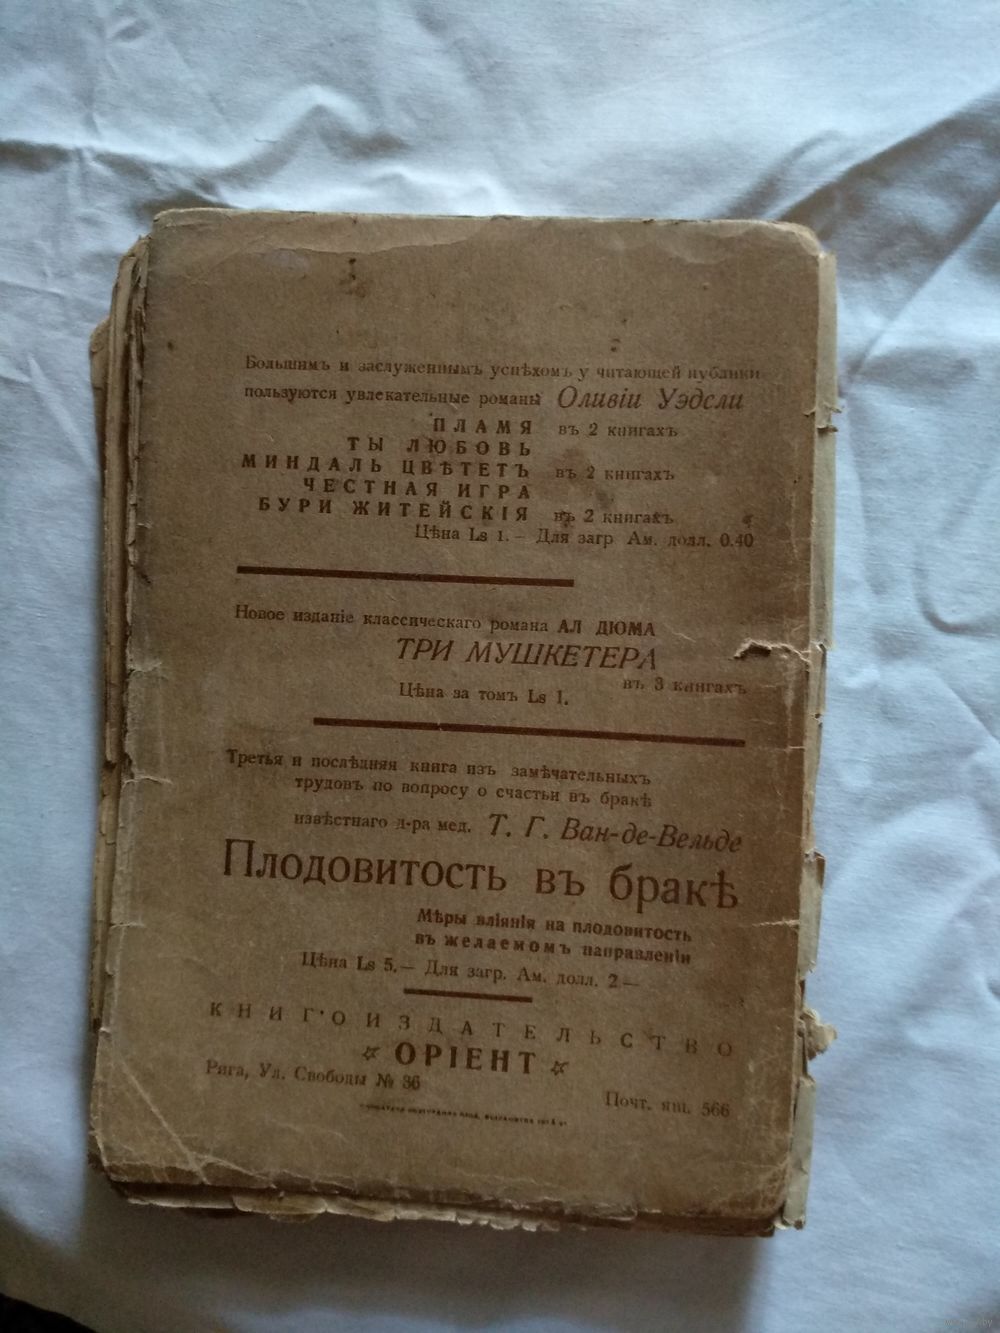 Большимъ и заслуженнымъ успѣхомъ у читающей публики
пользуются увлекательные романы Оливіи Уэдсли
ПЛАМЯ въ 2 книгахъ
ТЫ ЛЮБОВЬ
МИНДАЛЬ ЦВѢТЕТЪ въ 2 книгахъ
ЧЕСТНАЯ ИГРА
БУРИ ЖИТЕЙСКІЯ въ 2 книгахъ
Цѣна Ls 1.— Для загр Ам. долл. 0.40
Новое изданіе классическаго романа АЛ ДЮМА
ТРИ МУШКЕТЕРА
въ 3 книгахъ
Цѣна за томъ Ls 1.
Третья и послѣдняя книга изъ замѣчательныхъ
трудовъ по вопросу о счастьи въ бракѣ
извѣстнаго д-ра мед. Т. Г. Ван-де-Вельде
Плодовитость въ бракѣ
Мѣры вліянія на плодовитость
въ желаемомъ направленіи
Цѣна Ls 5.— Для загр. Ам. долл. 2—
КНИГОИЗДАТЕЛЬСТВО
ОРІЕНТ
Рига, Ул. Свободы № 36
Почт. ящ. 566